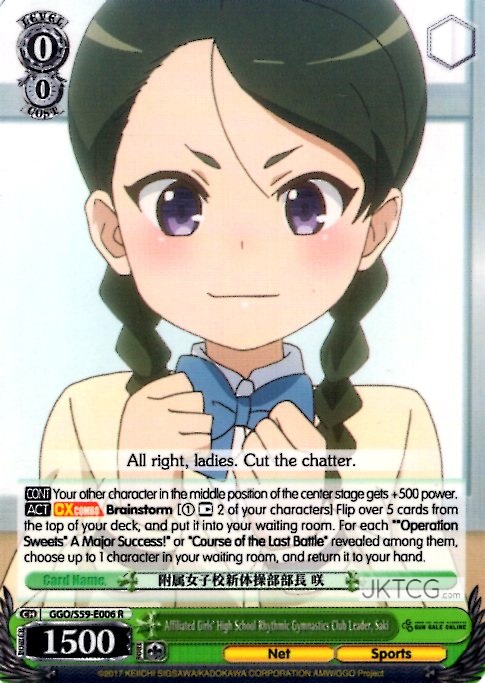 LEVEL
0
0
COST
All right, ladies. Cut the chatter.
CONT Your other character in the middle position of the center stage gets +500 power.
ACT CXCOMBO Brainstorm [① 2 of your characters] Flip over 5 cards from
the top of your deck, and put it into your waiting room. For each ""Operation
Sweets" A Major Success!" or "Course of the Last Battle" revealed among them,
choose up to 1 character in your waiting room, and return it to your hand.
Card Name.
附属女子校新体操部部長 咲
JKTCG.com
CH GGO/S59-E006 R
Affiliated Girls' High School Rhythmic Gymnastics Club Leader, Saki
GUN GALE ONLINE
POWER
1500
SOUL
Net
Sports
©2017 KEIICHI SIGSAWA/KADOKAWA CORPORATION AMW/GGO Project